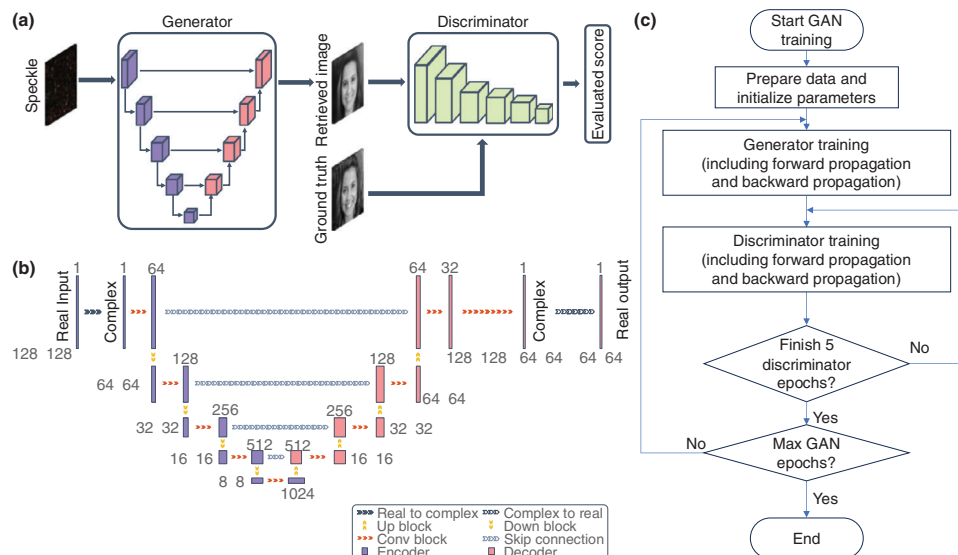 (a)
Generator
Discriminator
Speckle
Retrieved image
Ground truth
Evaluated score
(b)
Real Input
Complex
Complex
Real output
1
1
64
64
32
1
1
128 128
128 128 64 64 64 64
64 64
128
128
64 64
32 32
256
256
32 32
16 16
512
512
16 16
8 8
1024
Real to complex
Complex to real
Up block
Down block
Conv block
Skip connection
Encoder
Decoder
(c)
Start GAN
training
Prepare data and
initialize parameters
Generator training
(including forward propagation
and backward propagation)
Discriminator training
(including forward propagation
and backward propagation)
Finish 5
discriminator
epochs?
No
Yes
Max GAN
epochs?
No
Yes
End